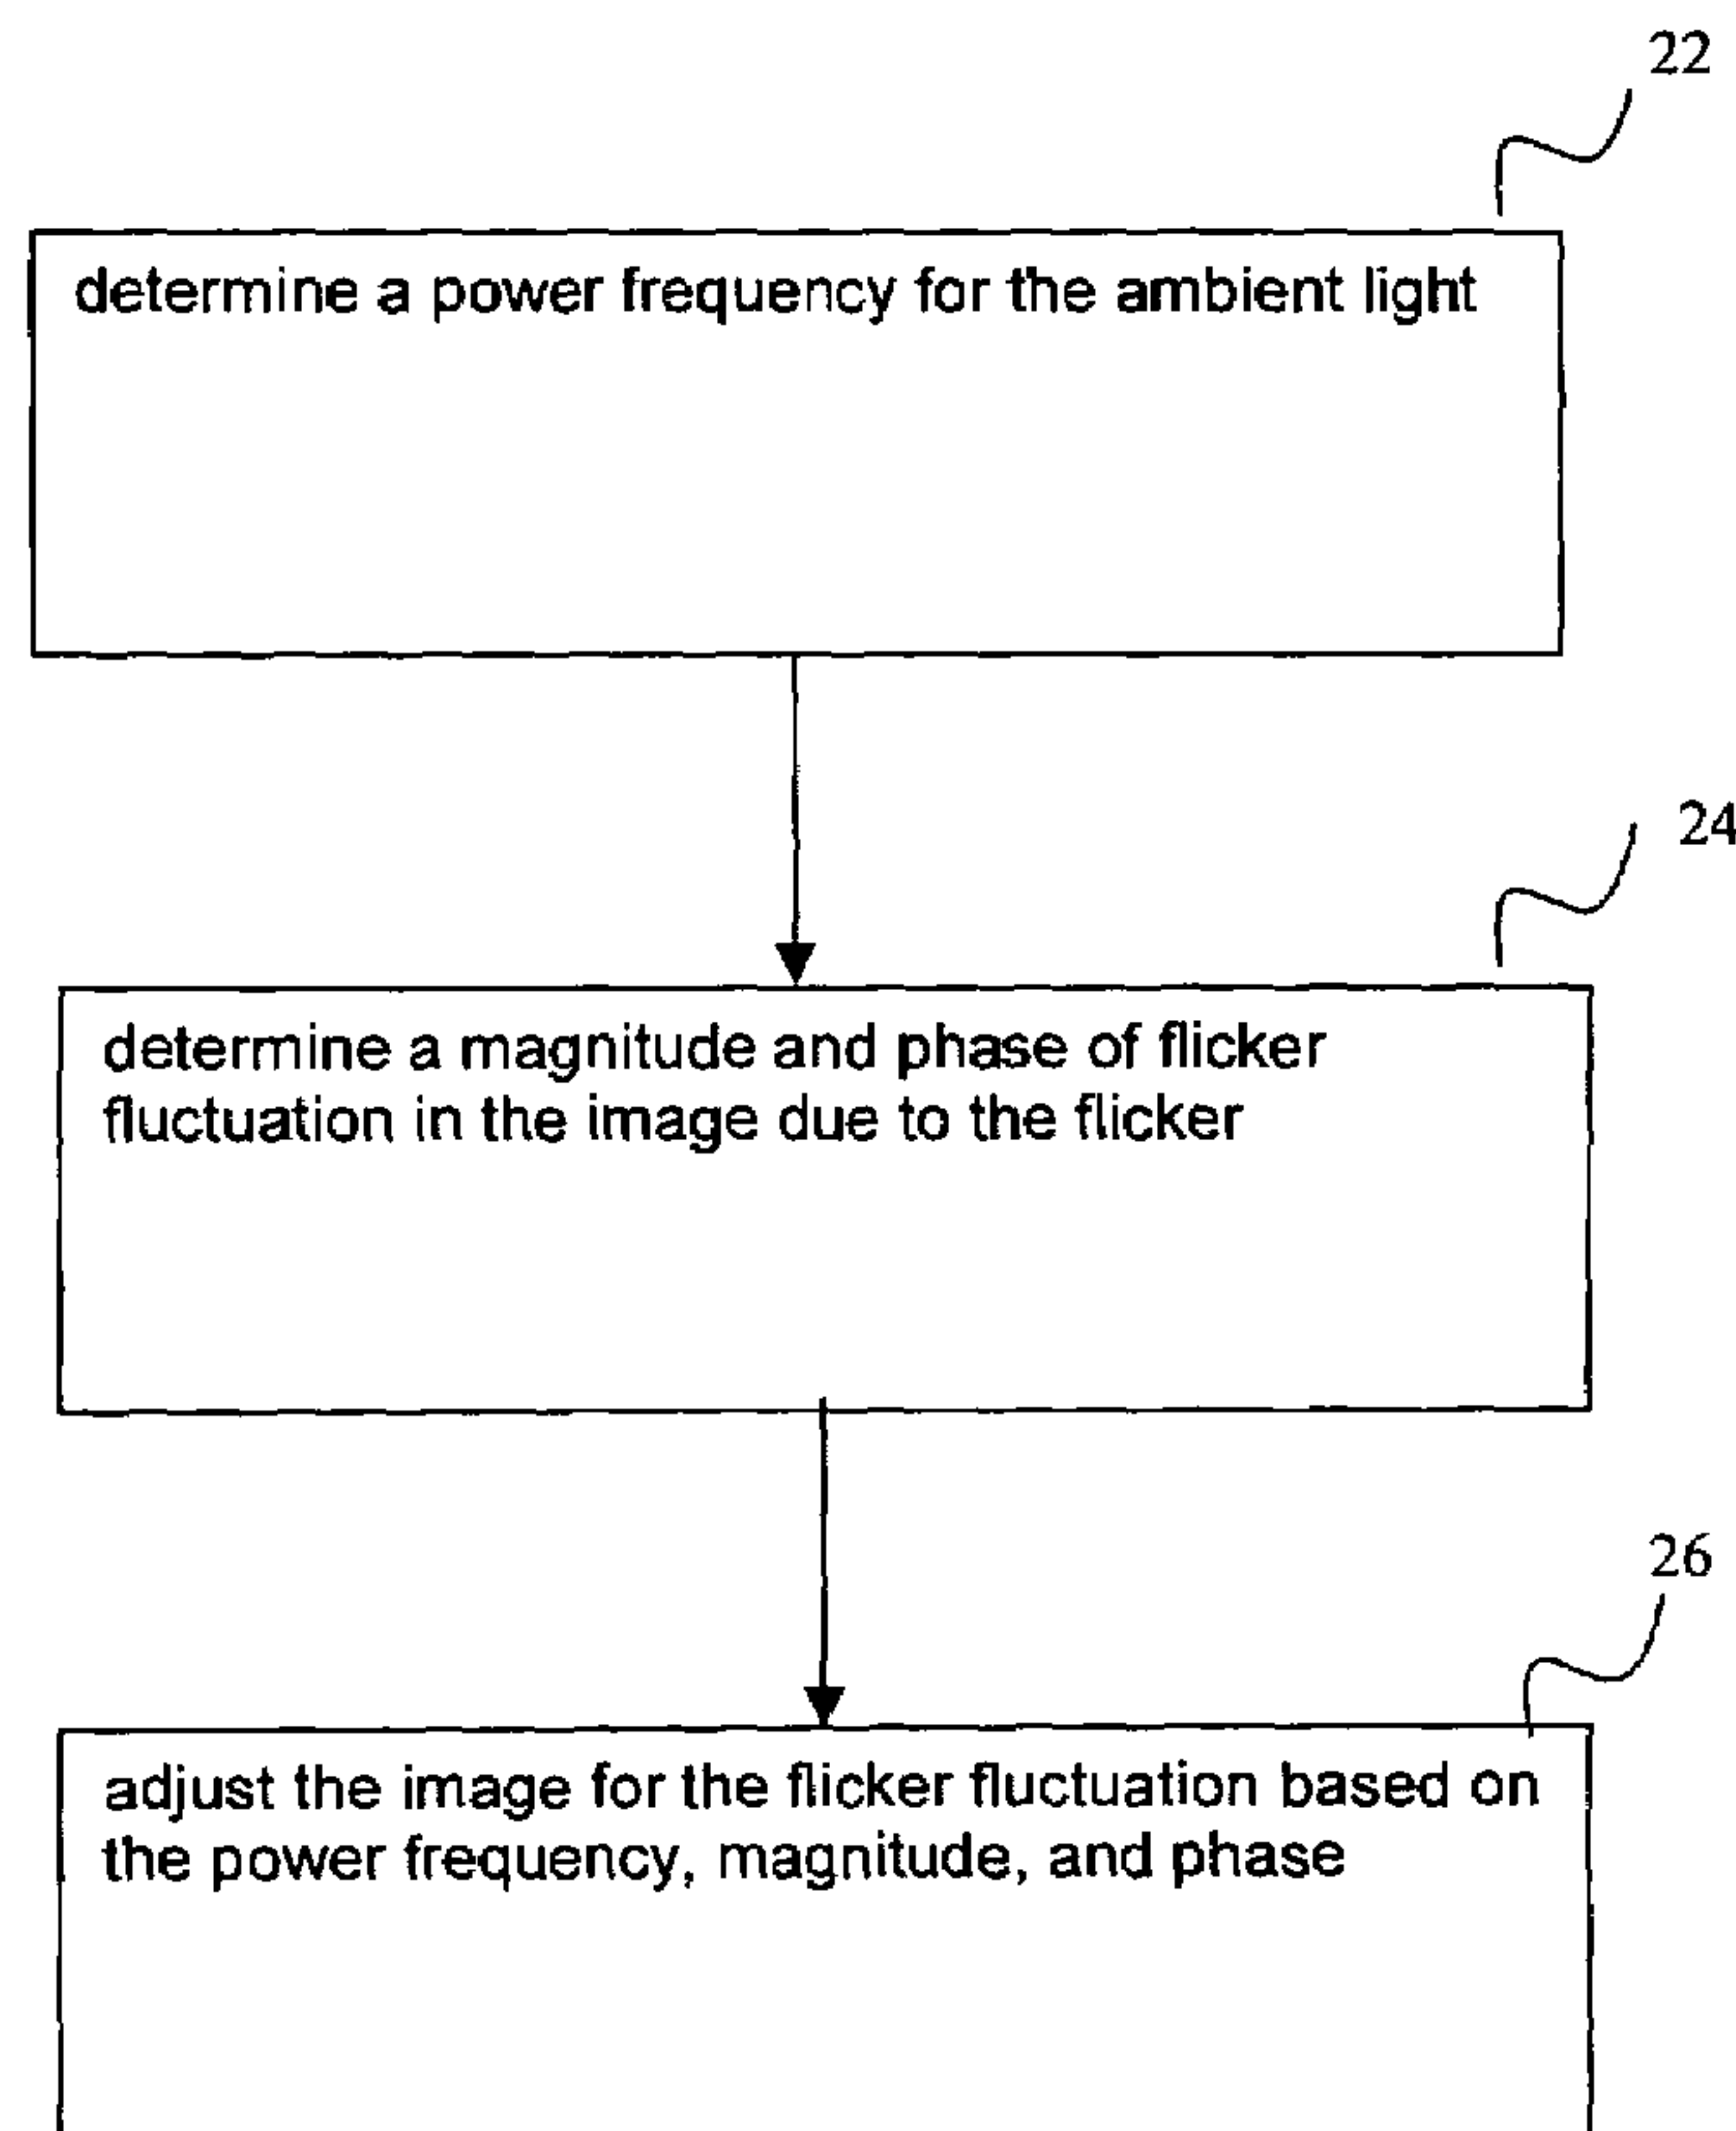 22
determine a power frequency for the ambient light
24
determine a magnitude and phase of flicker
fluctuation in the image due to the flicker
26
adjust the image for the flicker fluctuation based on
the power frequency, magnitude, and phase